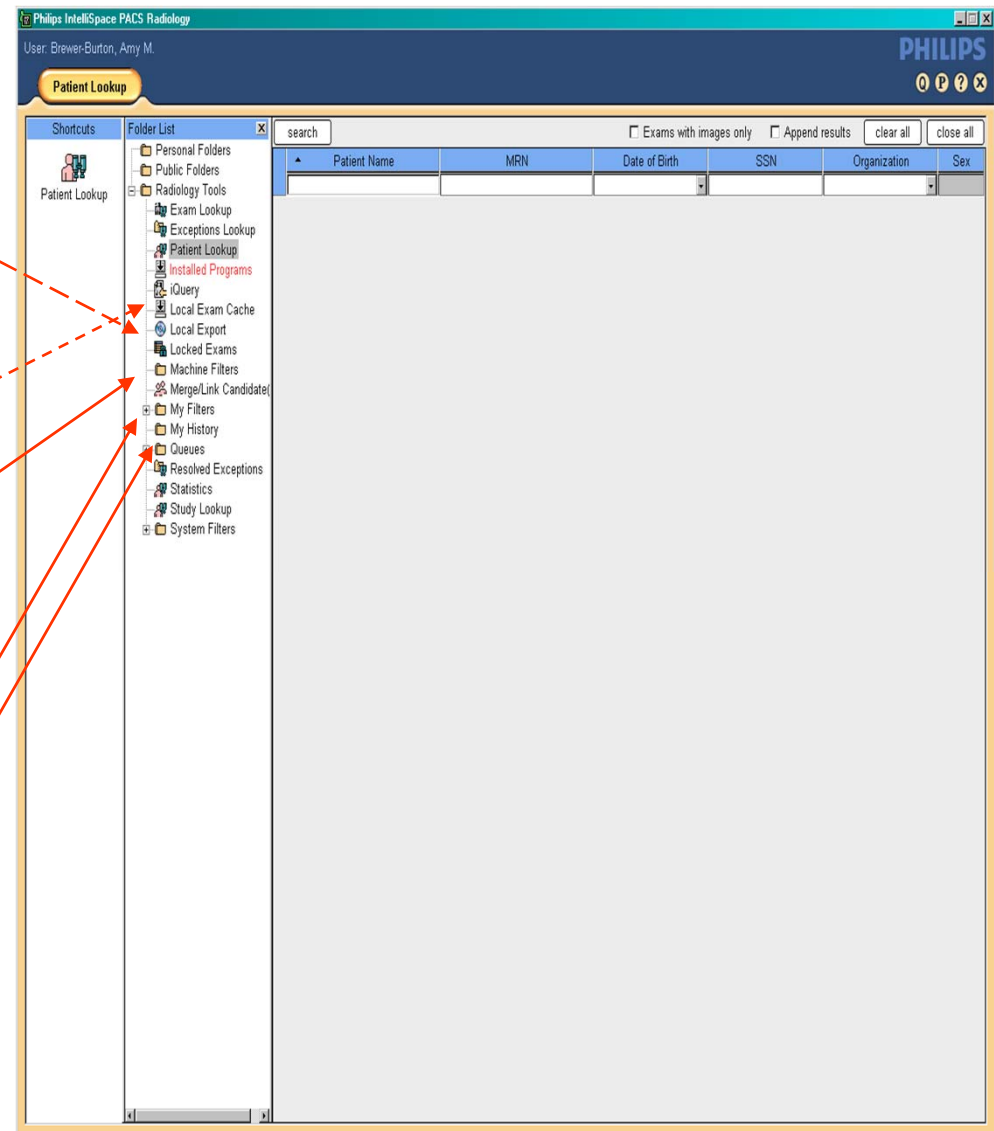 Philips IntelliSpace PACS Radiology
User: Brewer-Burton, Amy M.
PHILIPS
Patient Lookup
Q P ? X
Shortcuts
Patient Lookup
Folder List
Personal Folders
Public Folders
Radiology Tools
Exam Lookup
Exceptions Lookup
Patient Lookup
Installed Programs
iQuery
Local Exam Cache
Local Export
Locked Exams
Machine Filters
Merge/Link Candidate(
My Filters
My History
Queues
Resolved Exceptions
Statistics
Study Lookup
System Filters
search Exams with images only Append results clear all close all
Patient Name MRN Date of Birth SSN Organization Sex